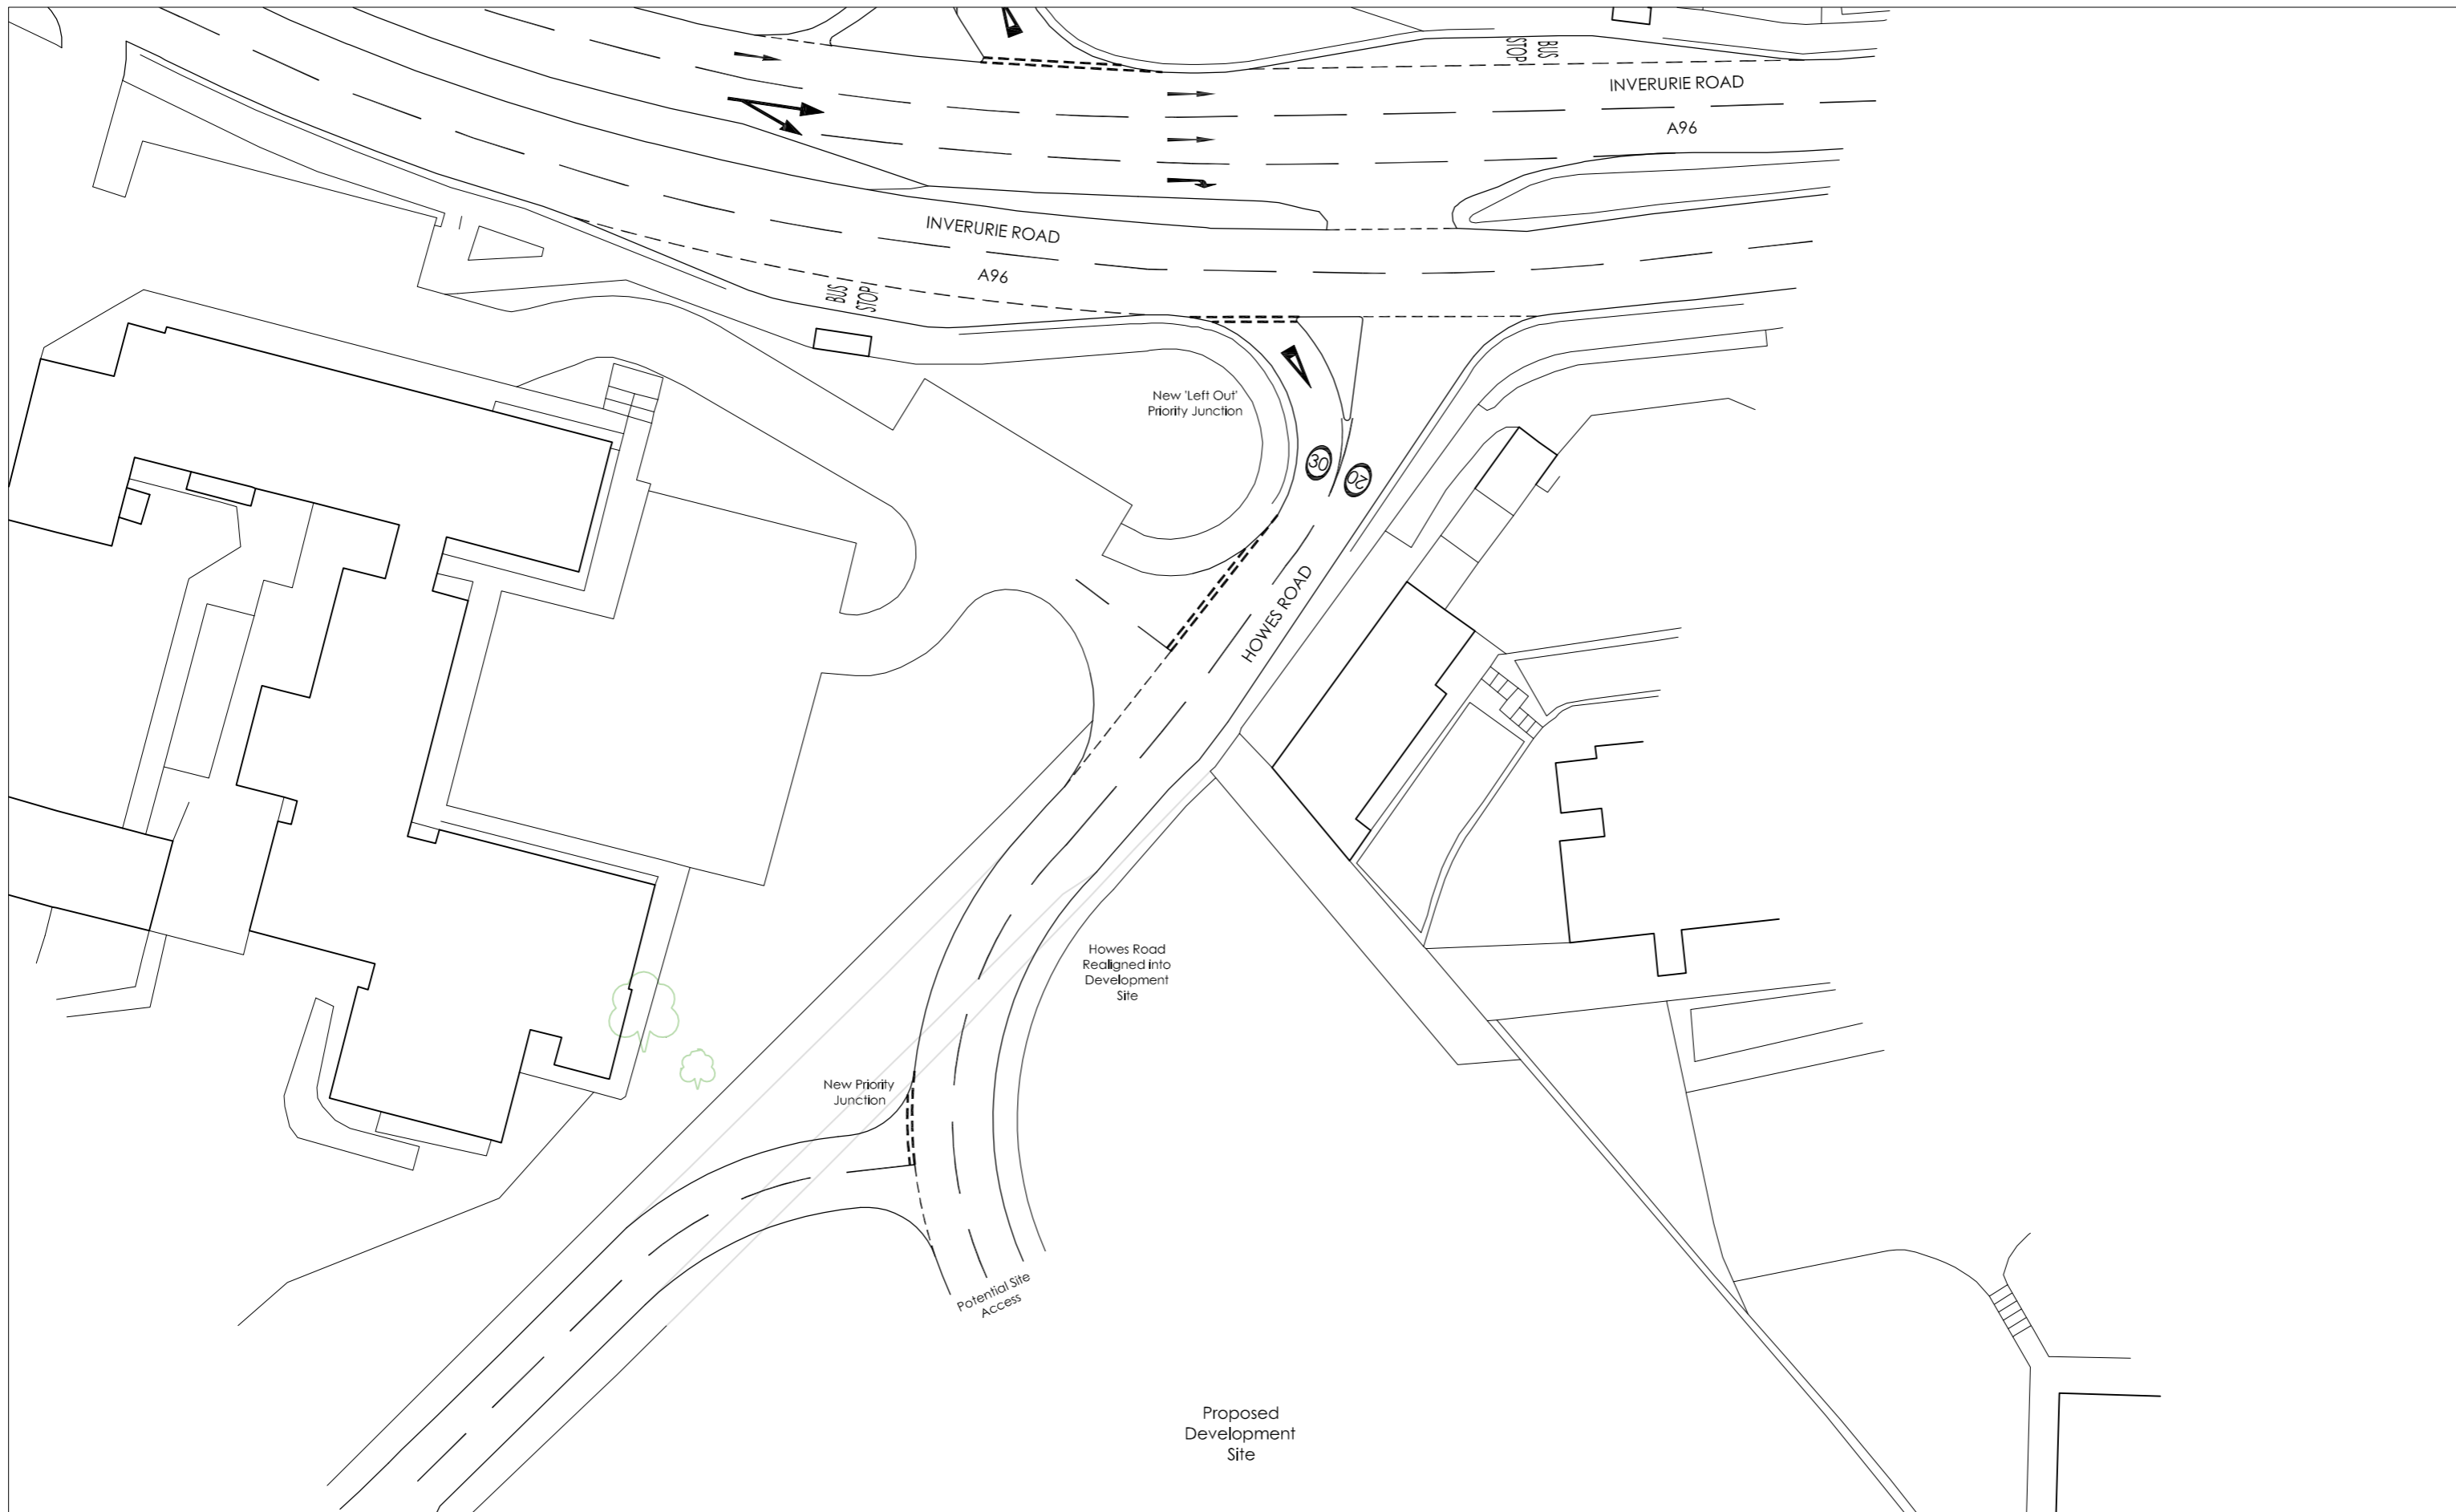 BUS
STOP
INVERURIE ROAD
A96
INVERURIE ROAD
A96
BUS
STOP
New 'Left Out'
Priority Junction
30
20
HOWES ROAD
Howes Road
Realigned into
Development
Site
New Priority
Junction
Potential Site
Access
Proposed
Development
Site